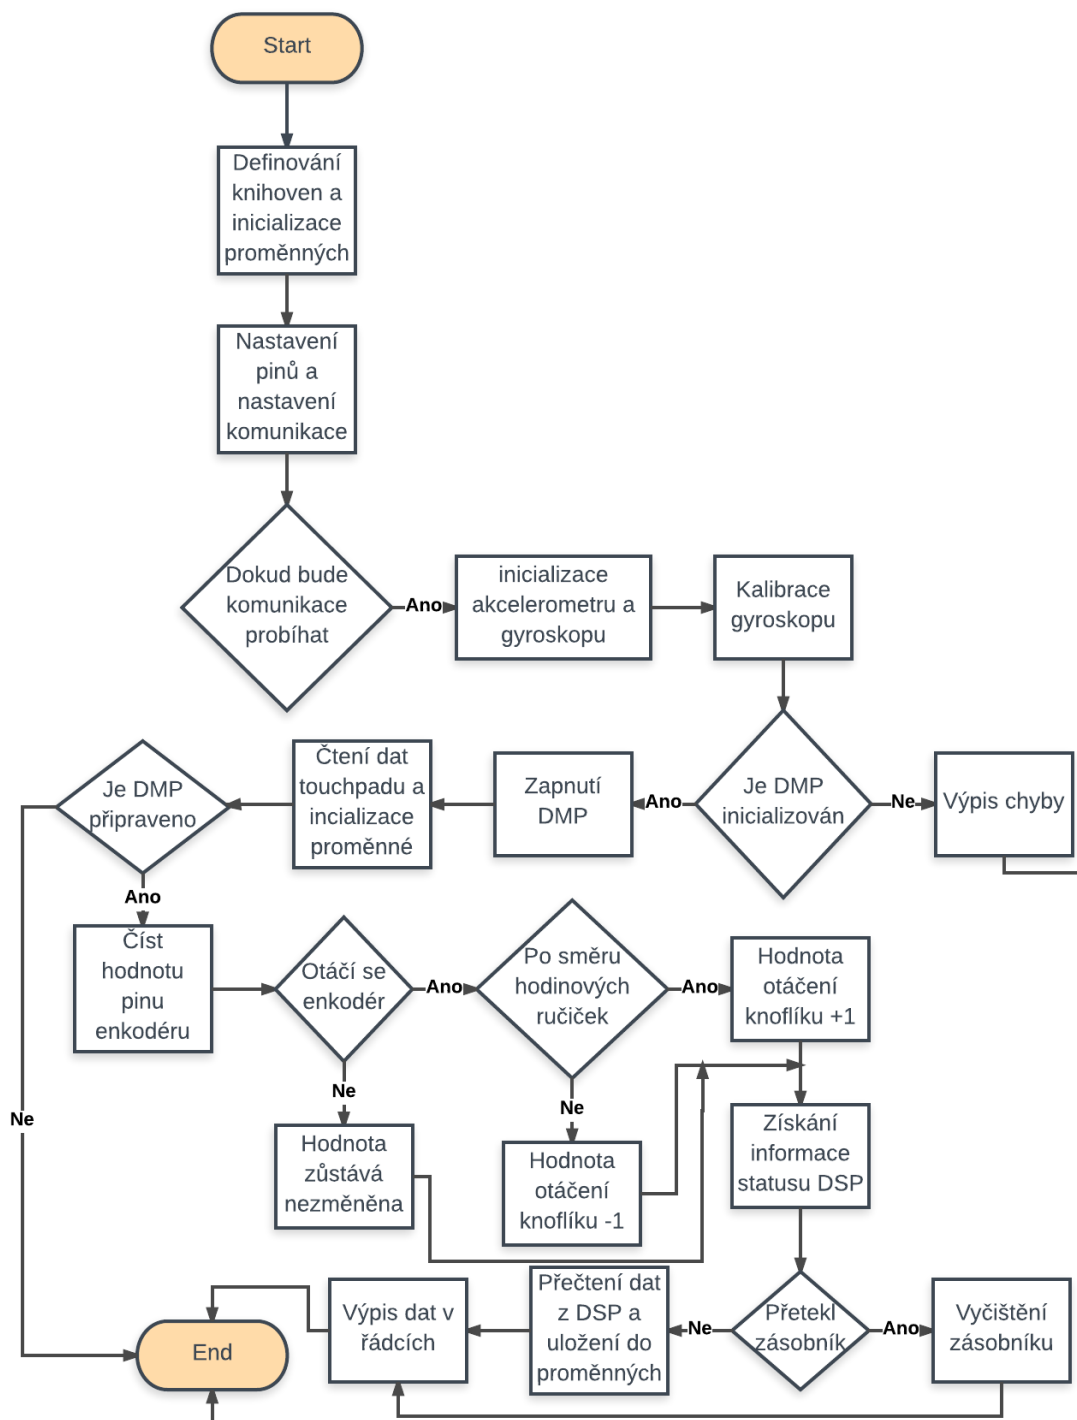 Start
Definování
knihoven a
inicializace
proměnných
Nastavení
pinů a
nastavení
komunikace
Dokud bude
komunikace
probíhat
Ano
inicializace
akcelerometru a
gyroskopu
Kalibrace
gyroskopu
Je DMP
inicializován
Ne
Výpis chyby
Ano
Zapnutí
DMP
Čtení dat
touchpadu a
incializace
proměnné
Je DMP
připraveno
Ne
Ano
Číst
hodnotu
pinu
enkodéru
Otáčí se
enkodér
Ano
Po směru
hodinových
ručiček
Ano
Hodnota
otáčení
knoflíku +1
Ne
Hodnota
zůstává
nezměněna
Ne
Hodnota
otáčení
knoflíku -1
Získání
informace
statusu DSP
Přetekl
zásobník
Ano
Vyčištění
zásobníku
Ne
Přečtení dat
z DSP a
uložení do
proměnných
Výpis dat v
řádcích
End